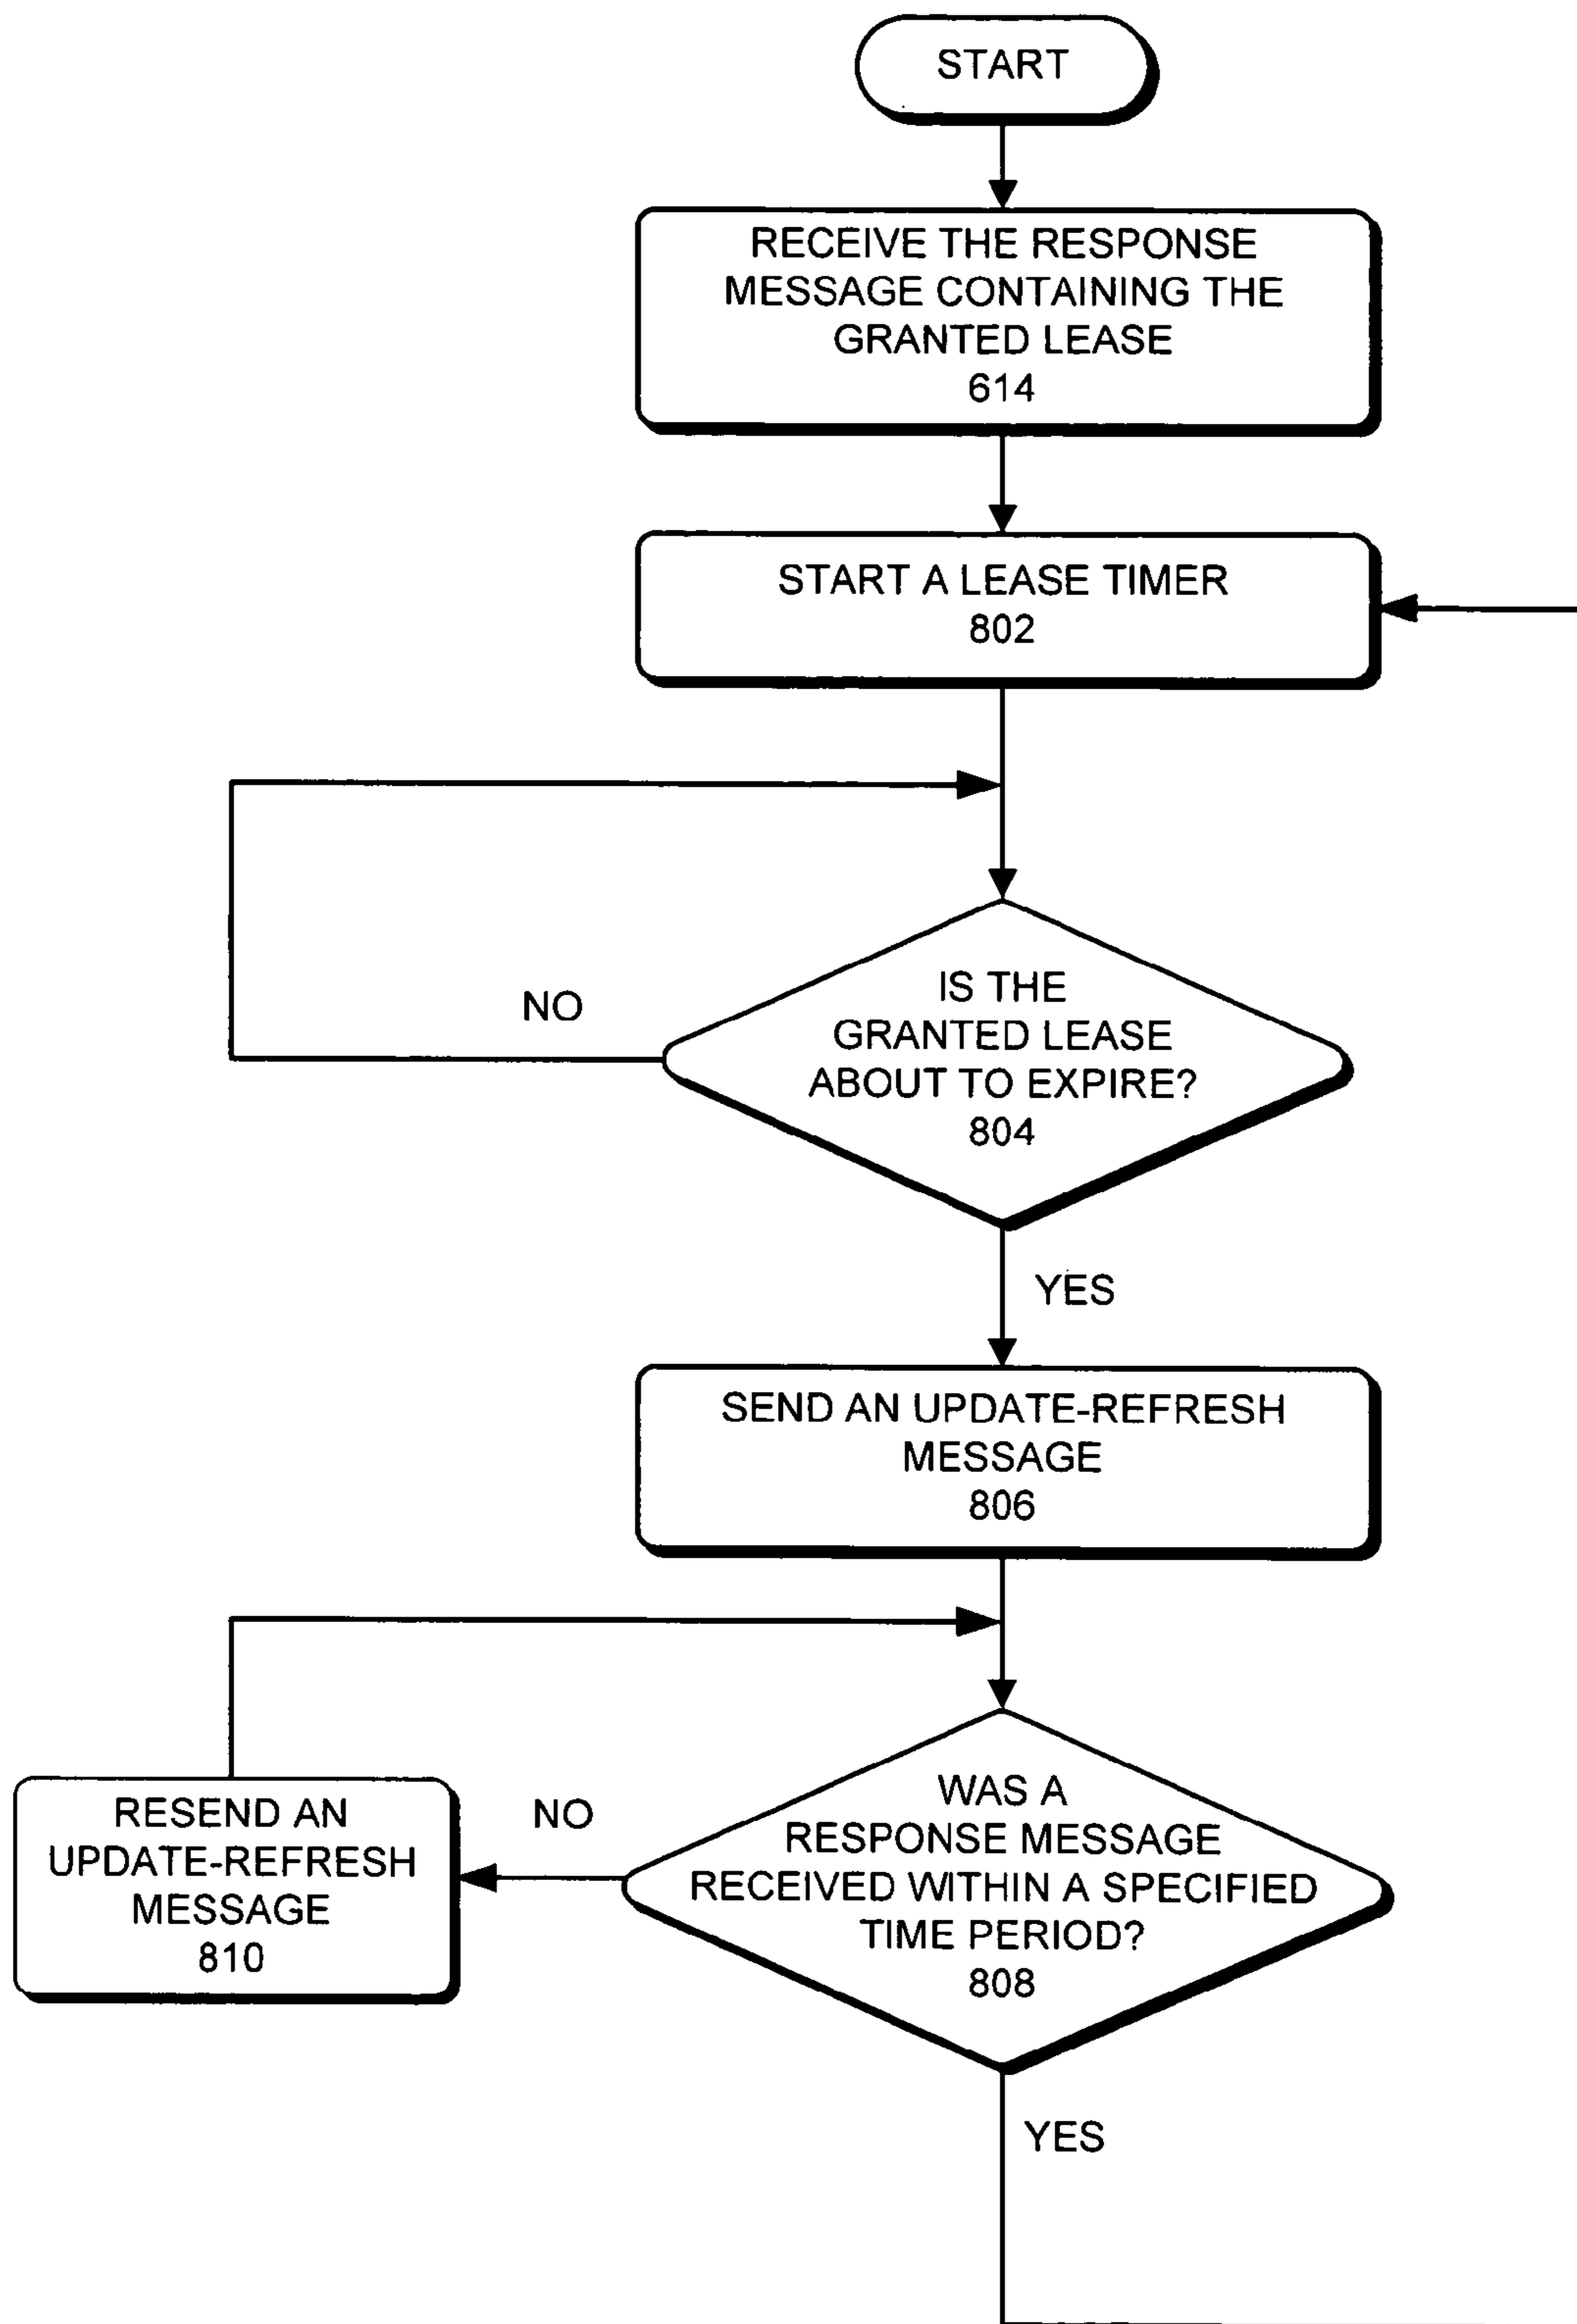 START
RECEIVE THE RESPONSE
MESSAGE CONTAINING THE
GRANTED LEASE
614
START A LEASE TIMER
802
IS THE
GRANTED LEASE
ABOUT TO EXPIRE?
804
NO
YES
SEND AN UPDATE-REFRESH
MESSAGE
806
WAS A
RESPONSE MESSAGE
RECEIVED WITHIN A SPECIFIED
TIME PERIOD?
808
NO
RESEND AN
UPDATE-REFRESH
MESSAGE
810
YES